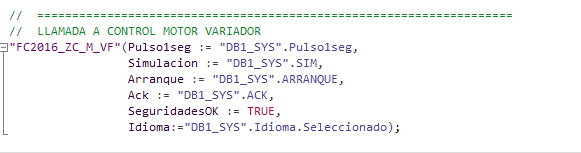 // ==================================================================
// LLAMADA A CONTROL MOTOR VARIADOR
"FC2016_ZC_M_VF"(Pulso1seg := "DB1_SYS".Pulso1seg,
Simulacion := "DB1_SYS".SIM,
Arranque := "DB1_SYS".ARRANQUE,
Ack := "DB1_SYS".ACK,
SeguridadesOK := TRUE,
Idioma:="DB1_SYS".Idioma.Seleccionado);